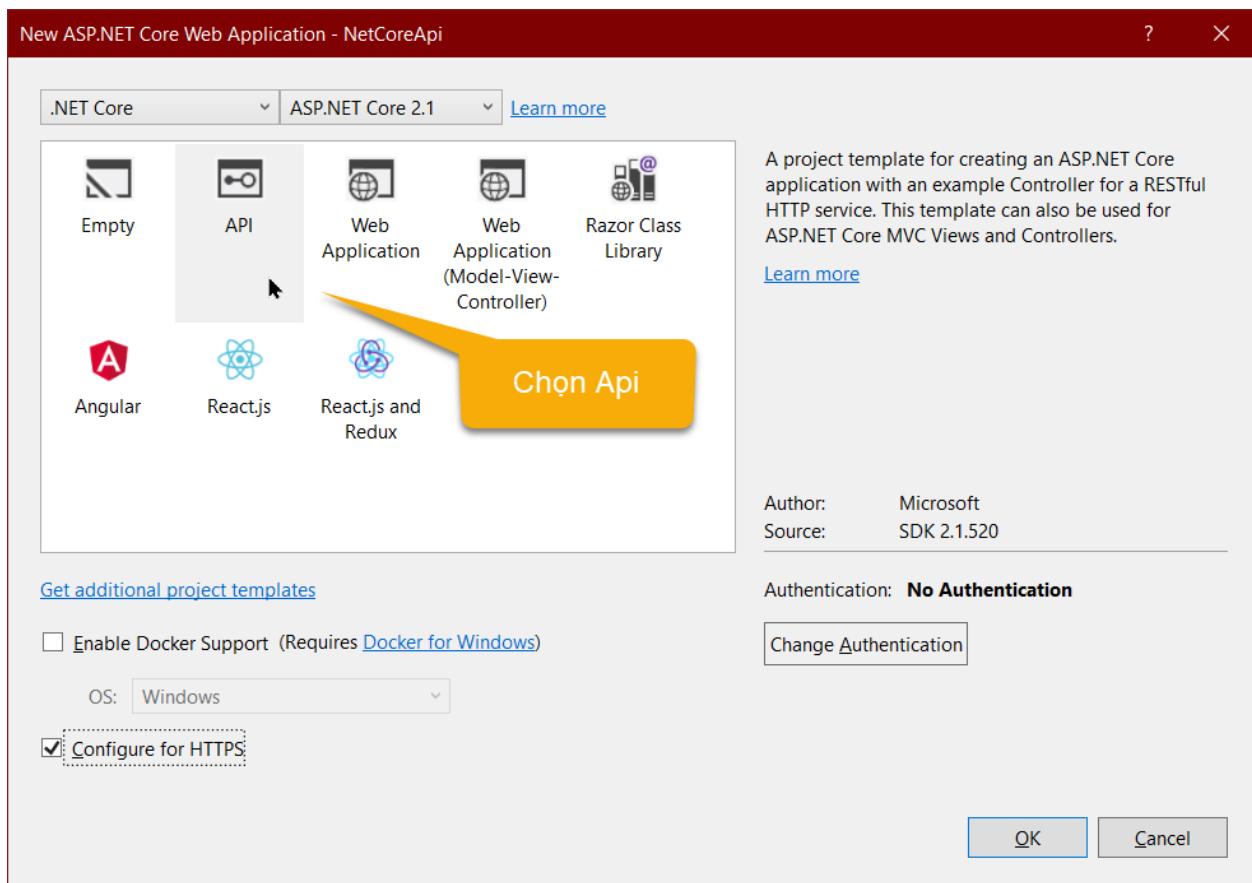 New ASP.NET Core Web Application - NetCoreApi
.NET Core
ASP.NET Core 2.1
Learn more
Empty
API
Web
Application
Web
Application
(Model-View-
Controller)
Razor Class
Library
Angular
React.js
React.js and
Redux
Chọn Api
A project template for creating an ASP.NET Core
application with an example Controller for a RESTful
HTTP service. This template can also be used for
ASP.NET Core MVC Views and Controllers.
Learn more
Author: Microsoft
Source: SDK 2.1.520
Get additional project templates
Authentication: No Authentication
Enable Docker Support (Requires Docker for Windows)
Change Authentication
OS: Windows
Configure for HTTPS
OK
Cancel